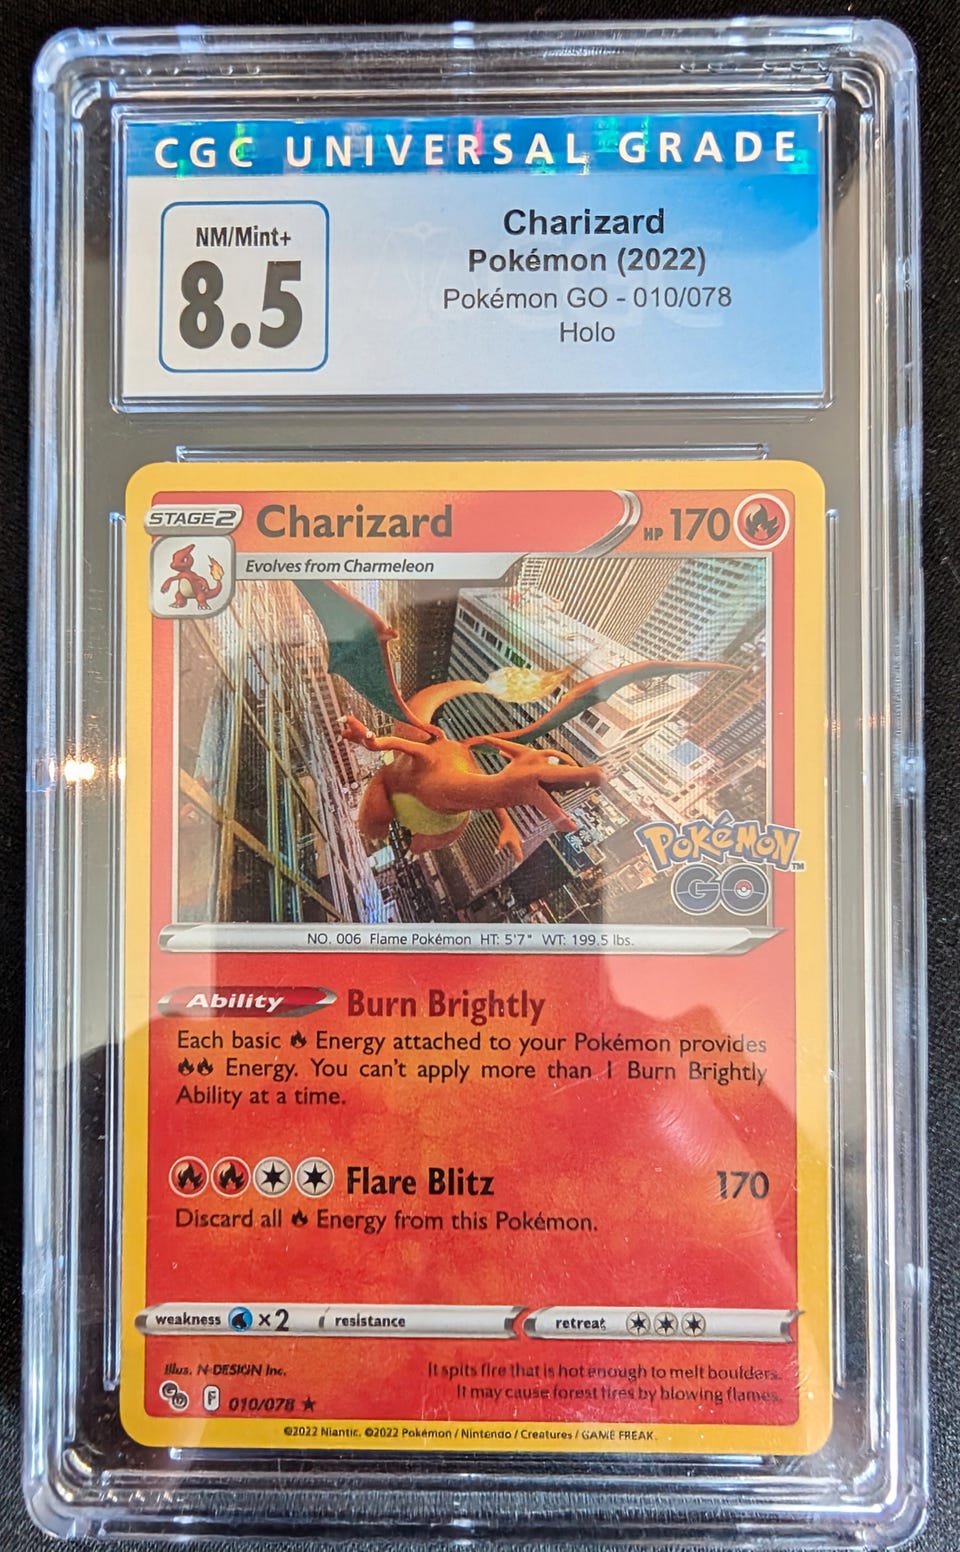 CGC UNIVERSAL GRADE
NM/Mint+
8.5
Charizard
Pokémon (2022)
Pokémon GO - 010/078
Holo
STAGE2
Charizard
HP 170
Evolves from Charmeleon
POKéMON™
GO
NO. 006 Flame Pokémon HT: 5'7" WT: 199.5 lbs.
Ability Burn Brightly
Each basic Energy attached to your Pokémon provides
Energy. You can't apply more than 1 Burn Brightly
Ability at a time.
Flare Blitz 170
Discard all Energy from this Pokémon.
weakness ×2 resistance retreat
Illus. N-DESIGN Inc.
It spits fire that is hot enough to melt boulders.
It may cause forest fires by blowing flames.
GO F 010/078 ★
©2022 Niantic. ©2022 Pokémon / Nintendo / Creatures / GAME FREAK.